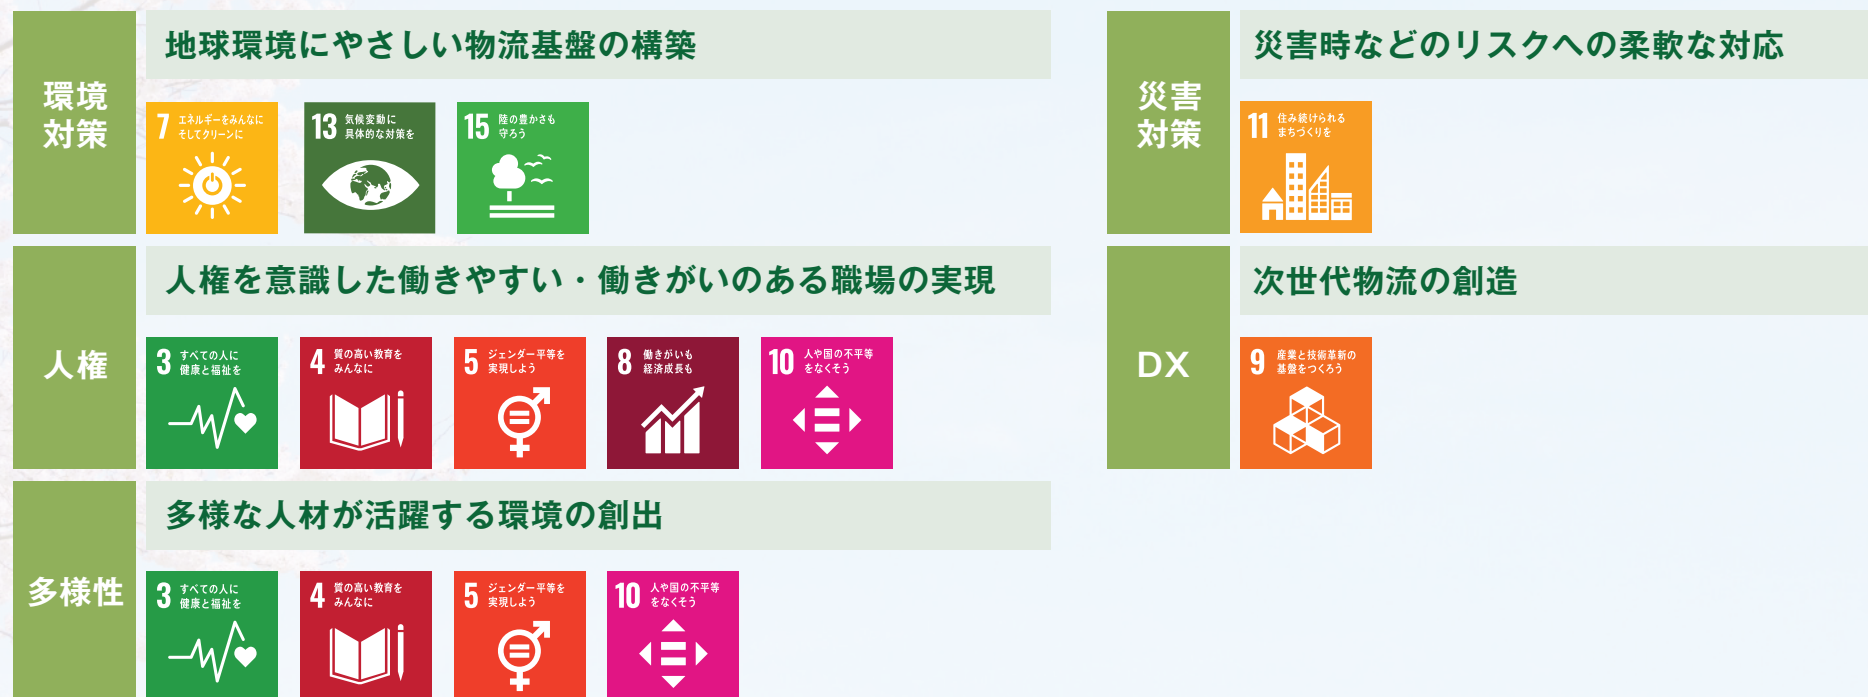 環境
対策
地球環境にやさしい物流基盤の構築
7 エネルギーをみんなに
そしてクリーンに
13 気候変動に
具体的な対策を
15 陸の豊かさも
守ろう
人権
人権を意識した働きやすい・働きがいのある職場の実現
3 すべての人に
健康と福祉を
4 質の高い教育を
みんなに
5 ジェンダー平等を
実現しよう
8 働きがいも
経済成長も
10 人や国の不平等
をなくそう
多様性
多様な人材が活躍する環境の創出
3 すべての人に
健康と福祉を
4 質の高い教育を
みんなに
5 ジェンダー平等を
実現しよう
10 人や国の不平等
をなくそう
災害
対策
災害時などのリスクへの柔軟な対応
11 住み続けられる
まちづくりを
DX
次世代物流の創造
9 産業と技術革新の
基盤をつくろう